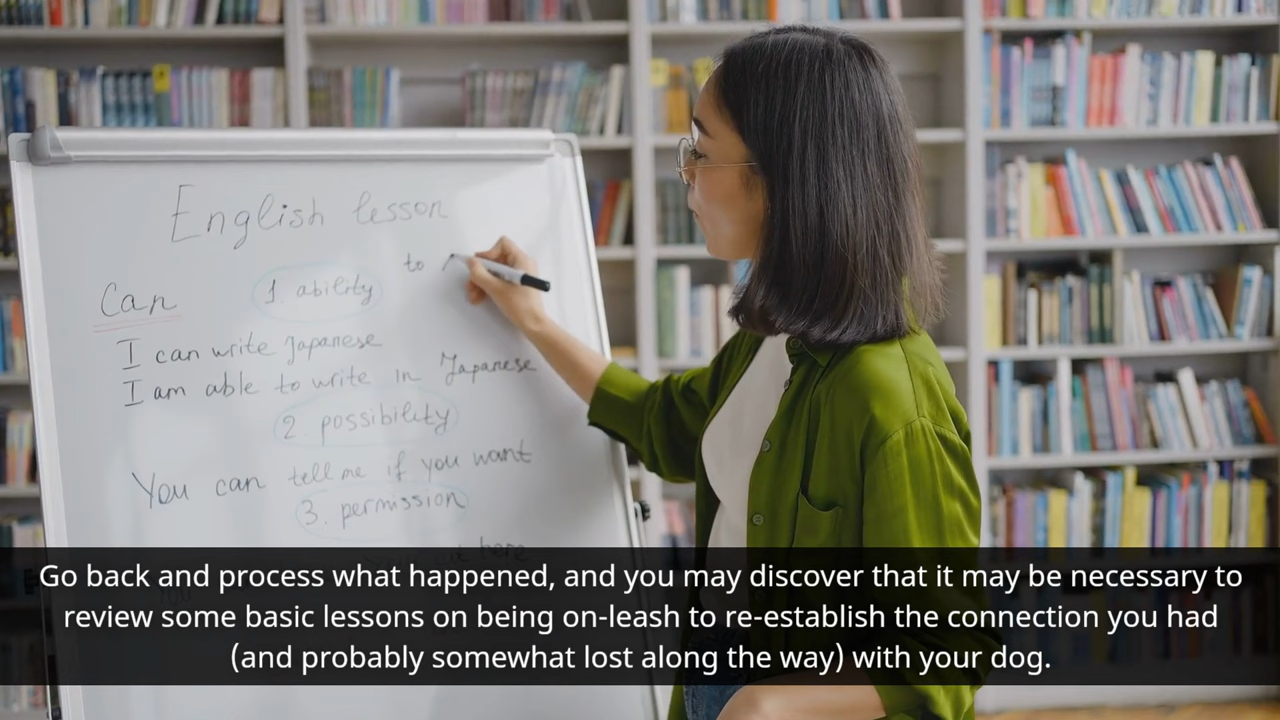 English lesson
to
Can
1. ability
I can write Japanese
I am able to write in Japanese
2. possibility
You can tell me if you want
3. permission
out here
Go back and process what happened, and you may discover that it may be necessary to
review some basic lessons on being on-leash to re-establish the connection you had
(and probably somewhat lost along the way) with your dog.